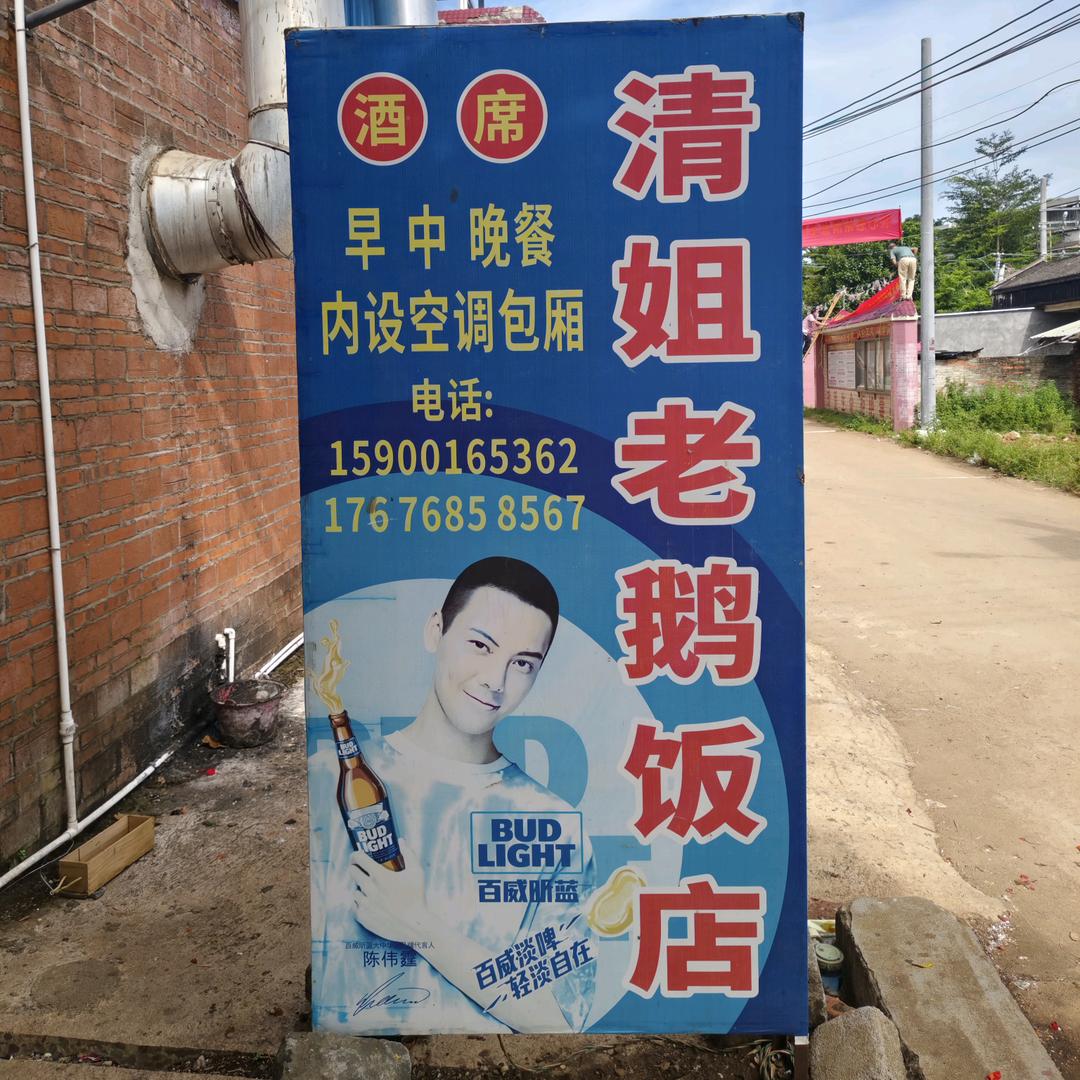 清姐老鹅饭店
酒席
早 中 晚餐
内设空调包厢
电话:
15900165362
176 7685 8567
BUD
LIGHT
BUD
LIGHT
BUD
LIGHT
百威昕蓝
百威淡啤
轻淡自在
陈伟霆